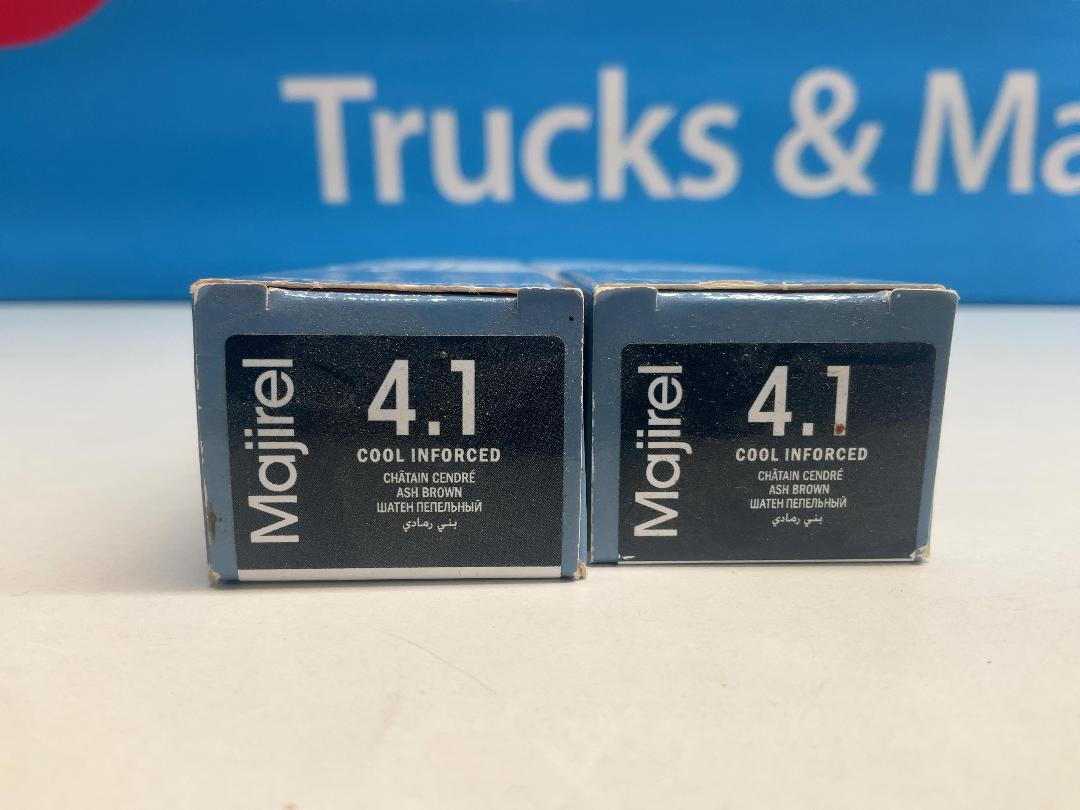 Trucks & Ma
Majirel
4.1
COOL INFORCED
CHÂTAIN CENDRÉ
ASH BROWN
ШАТЕН ПЕПЕЛЬНЫЙ
بني رمادي
Majirel
4.1
COOL INFORCED
CHÂTAIN CENDRÉ
ASH BROWN
ШАТЕН ПЕПЕЛЬНЫЙ
بني رمادي